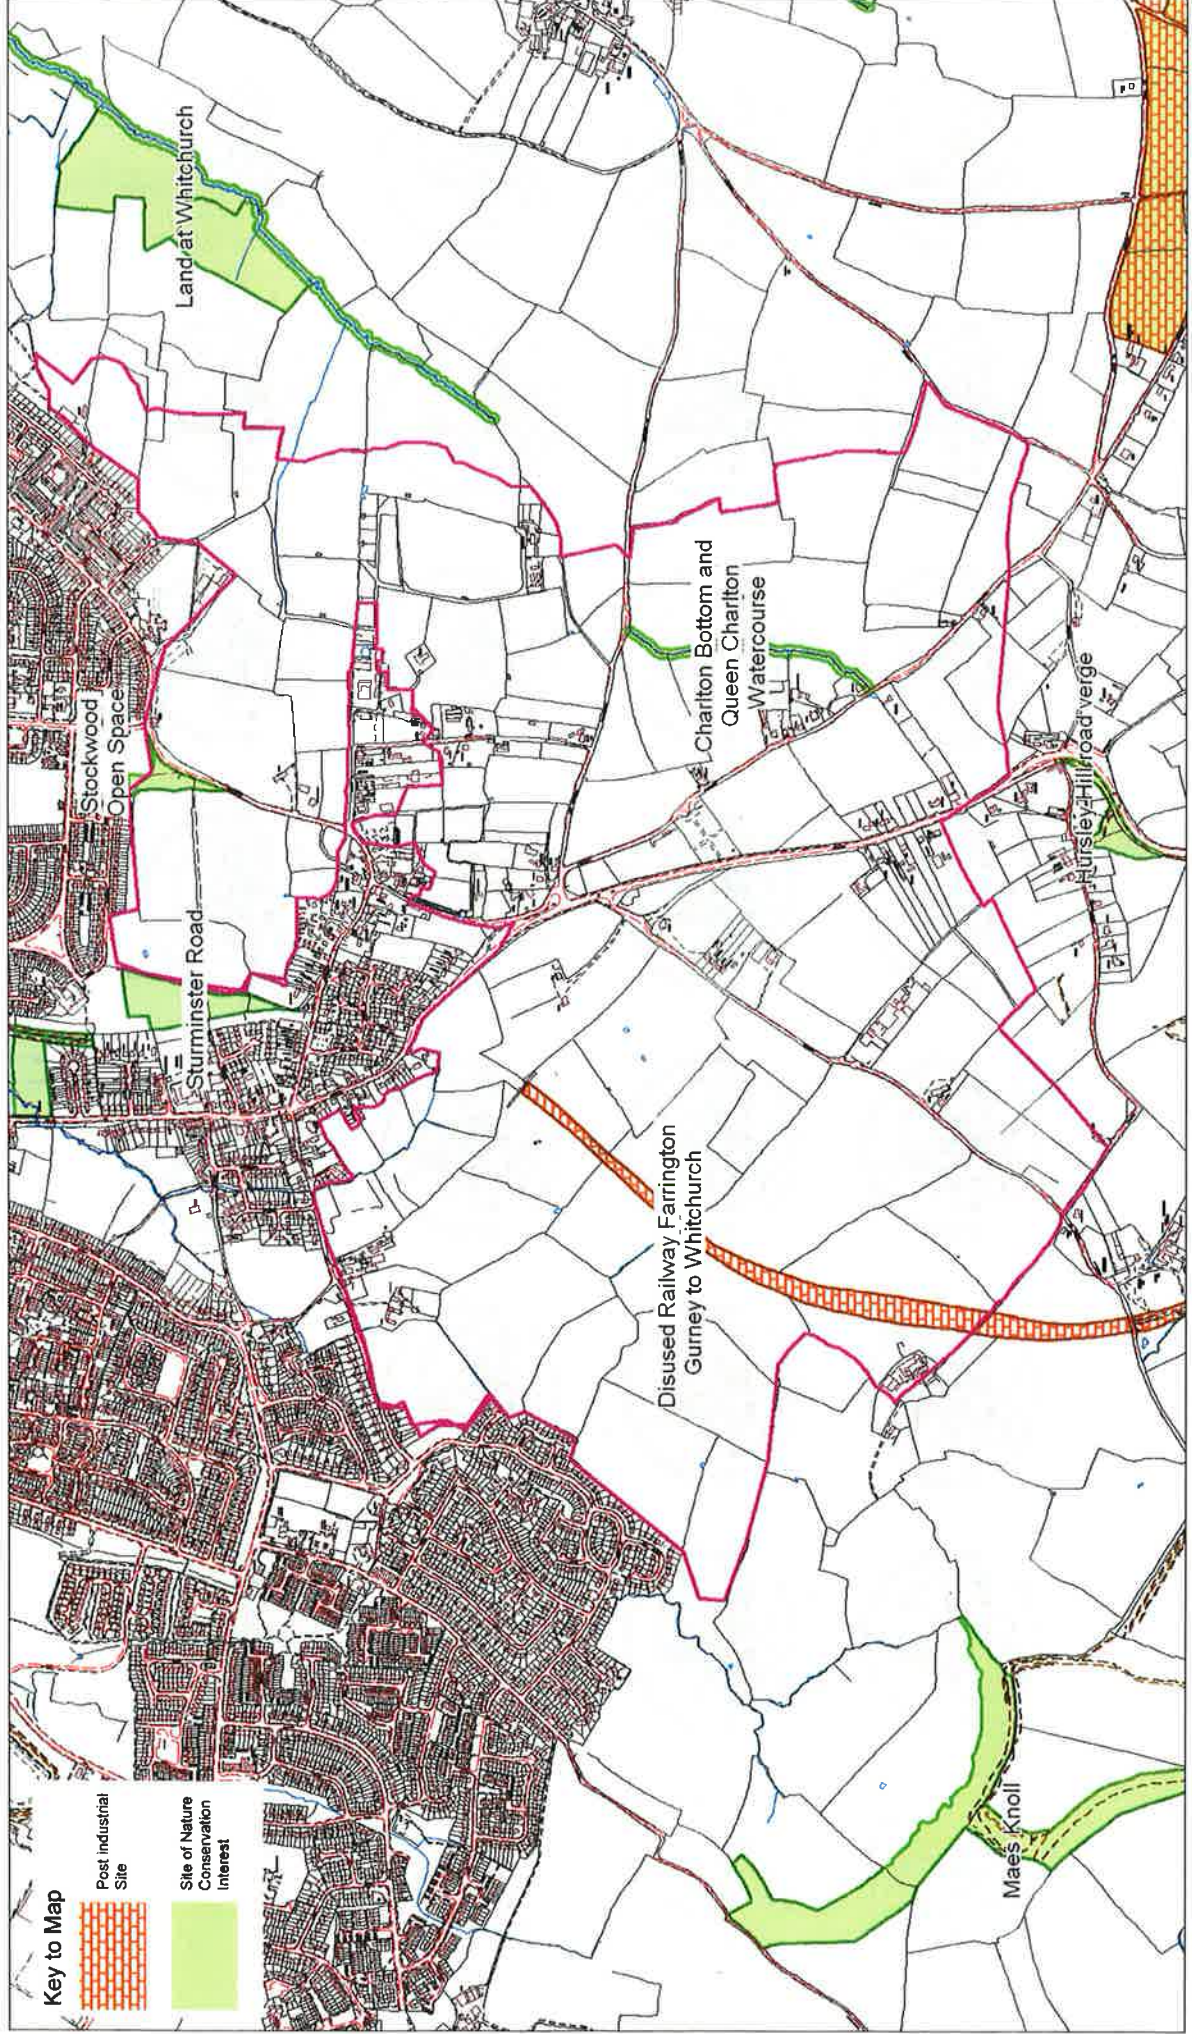 Key to Map
Post industrial
Site
Site of Nature
Conservation
Interest
Land at Whitchurch
Stockwood
Open Space
Sturminster Road
Charlton Bottom and
Queen Charlton
Watercourse
Hursley Hill road verge
Disused Railway Farrington
Gurney to Whitchurch
Maes Knoll